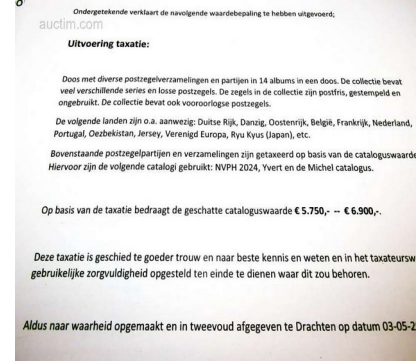 Ondergetekende verklaart de navolgende waardebepaling te hebben uitgevoerd;
auctim.com
Uitvoering taxatie:
Doos met diverse postzegelverzamelingen en partijen in 14 albums in een doos. De collectie bevat
veel verschillende series en losse postzegels. De zegels in de collectie zijn postfris, gestempeld en
ongebruikt. De collectie bevat ook vooroorlogse postzegels.
De volgende landen zijn o.a. aanwezig: Duitse Rijk, Danzig, Oostenrijk, België, Frankrijk, Nederland,
Portugal, Oezbekistan, Jersey, Verenigd Europa, Ryu Kyus (Japan), etc.
Bovenstaande postzegelpartijen en verzamelingen zijn getaxeerd op basis van de cataloguswaarde
Hiervoor zijn de volgende catalogi gebruikt: NVPH 2024, Yvert en de Michel catalogus.
Op basis van de taxatie bedraagt de geschatte cataloguswaarde € 5.750,- -- € 6.900,-.
Deze taxatie is geschied te goeder trouw en naar beste kennis en weten en in het taxateursw
gebruikelijke zorgvuldigheid opgesteld ten einde te dienen waar dit zou behoren.
Aldus naar waarheid opgemaakt en in tweevoud afgegeven te Drachten op datum 03-05-2